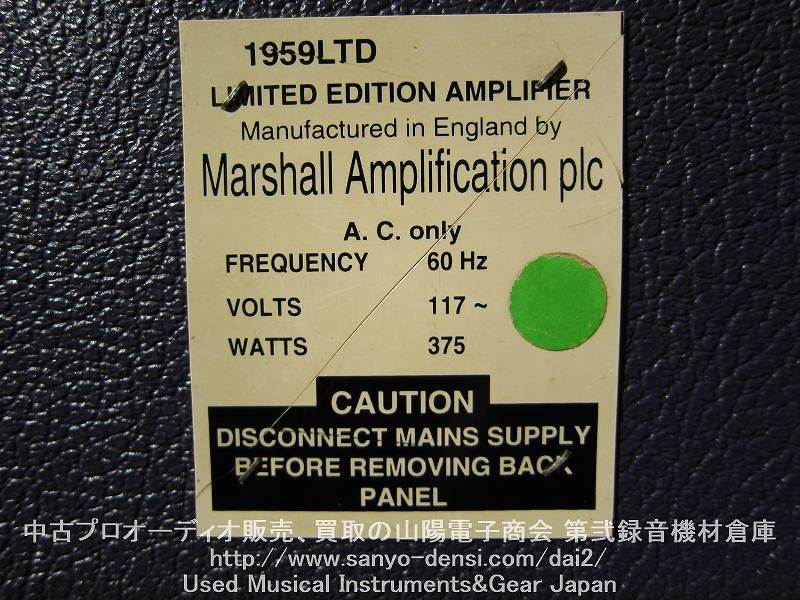 1959LTD
LIMITED EDITION AMPLIFIER
Manufactured in England by
Marshall Amplification plc
A. C. only
FREQUENCY 60 Hz
VOLTS 117 ~
WATTS 375
CAUTION
DISCONNECT MAINS SUPPLY
BEFORE REMOVING BACK
PANEL
中古プロオーディオ販売、買取の山陽電子商会 第弐録音機材倉庫
http://www.sanyo-densi.com/dai2/
Used Musical Instruments&Gear Japan